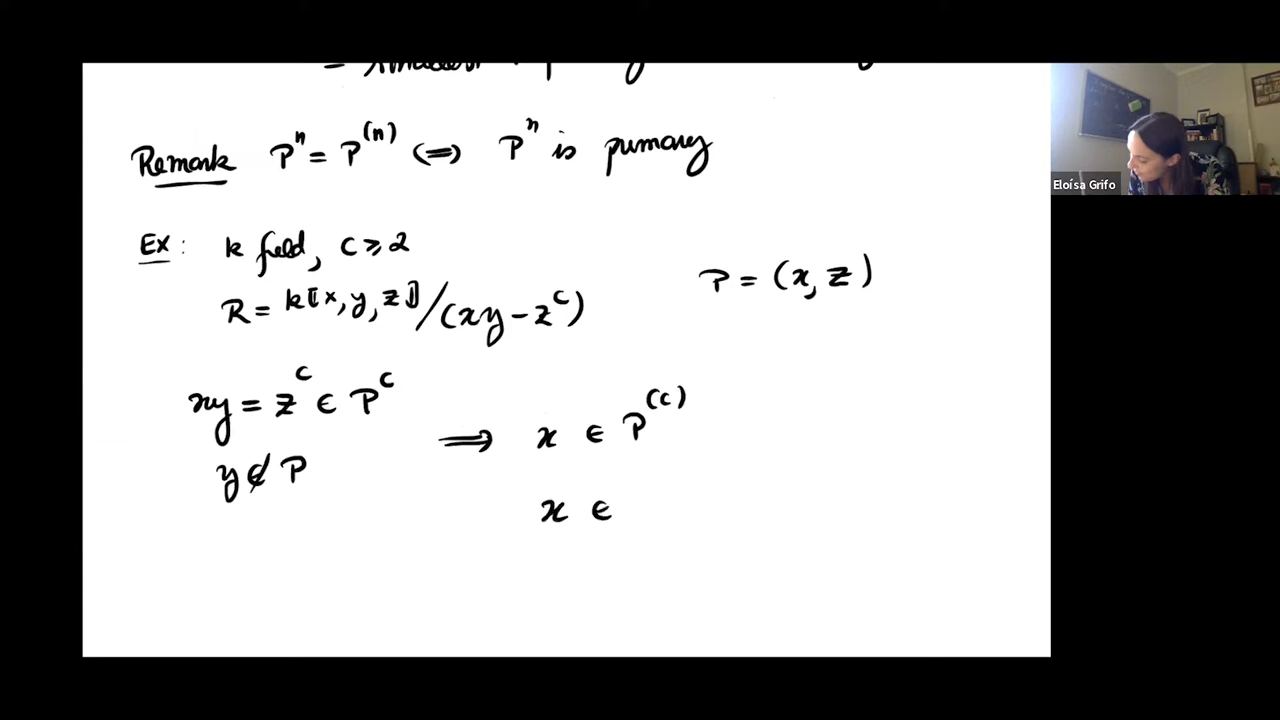 Remark P^n = P^(n) ⟺ P^n is primary
Ex: k field, c ≥ 2
R = k[x, y, z]/(xy − z^c)
P = (x, z)
xy = z^c ∈ P^c
y ∉ P
⟹ x ∈ P^(c)
x ∈
Eloísa Grifo